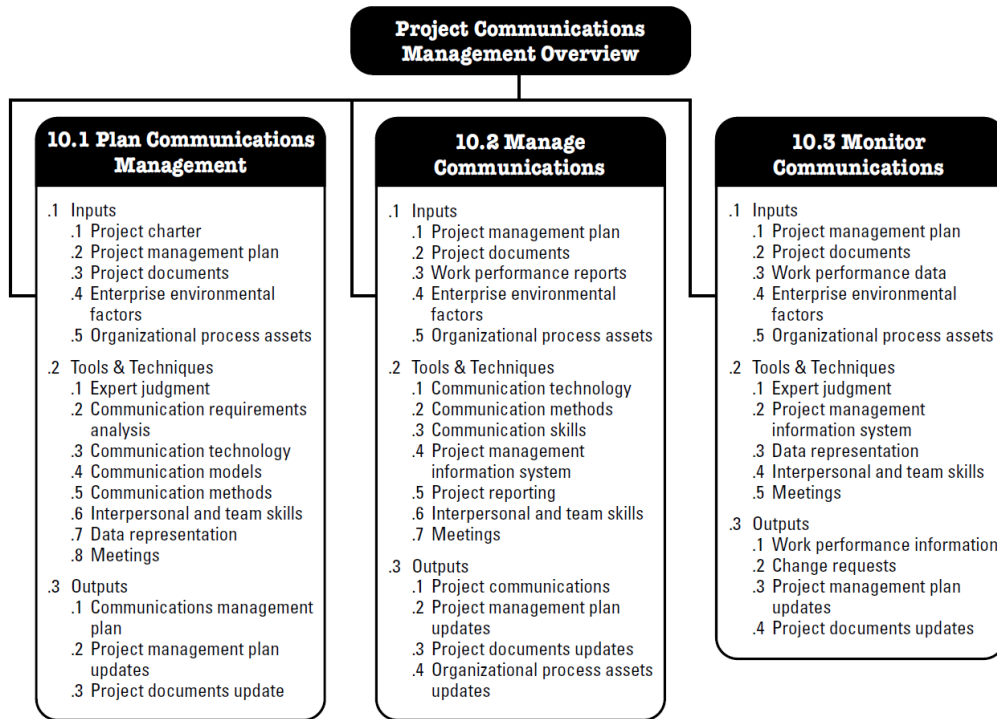 Project Communications
Management Overview
10.1 Plan Communications
Management
.1 Inputs
.1 Project charter
.2 Project management plan
.3 Project documents
.4 Enterprise environmental
factors
.5 Organizational process assets
.2 Tools & Techniques
.1 Expert judgment
.2 Communication requirements
analysis
.3 Communication technology
.4 Communication models
.5 Communication methods
.6 Interpersonal and team skills
.7 Data representation
.8 Meetings
.3 Outputs
.1 Communications management
plan
.2 Project management plan
updates
.3 Project documents update
10.2 Manage
Communications
.1 Inputs
.1 Project management plan
.2 Project documents
.3 Work performance reports
.4 Enterprise environmental
factors
.5 Organizational process assets
.2 Tools & Techniques
.1 Communication technology
.2 Communication methods
.3 Communication skills
.4 Project management
information system
.5 Project reporting
.6 Interpersonal and team skills
.7 Meetings
.3 Outputs
.1 Project communications
.2 Project management plan
updates
.3 Project documents updates
.4 Organizational process assets
updates
10.3 Monitor
Communications
.1 Inputs
.1 Project management plan
.2 Project documents
.3 Work performance data
.4 Enterprise environmental
factors
.5 Organizational process assets
.2 Tools & Techniques
.1 Expert judgment
.2 Project management
information system
.3 Data representation
.4 Interpersonal and team skills
.5 Meetings
.3 Outputs
.1 Work performance information
.2 Change requests
.3 Project management plan
updates
.4 Project documents updates